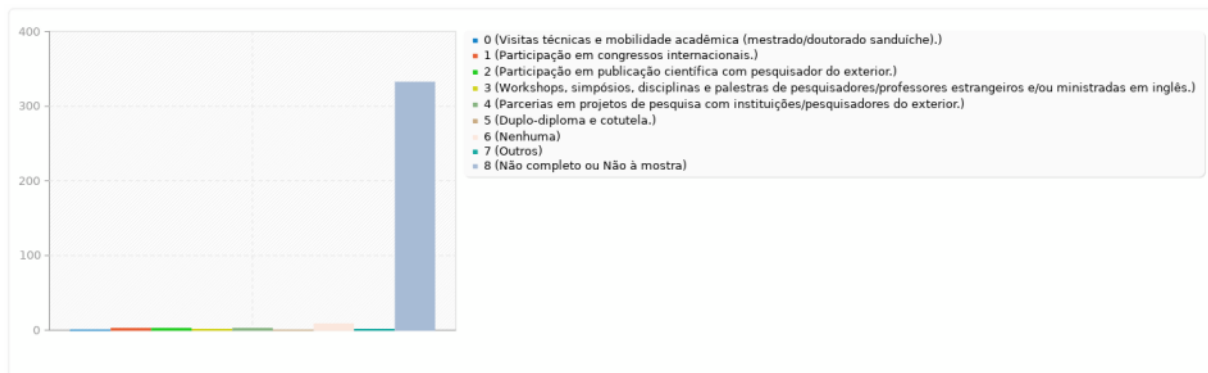 400
300
200
100
0
0 (Visitas técnicas e mobilidade acadêmica (mestrado/doutorado sanduíche).)
1 (Participação em congressos internacionais.)
2 (Participação em publicação científica com pesquisador do exterior.)
3 (Workshops, simpósios, disciplinas e palestras de pesquisadores/professores estrangeiros e/ou ministradas em inglês.)
4 (Parcerias em projetos de pesquisa com instituições/pesquisadores do exterior.)
5 (Duplo-diploma e cotutela.)
6 (Nenhuma)
7 (Outros)
8 (Não completo ou Não à mostra)